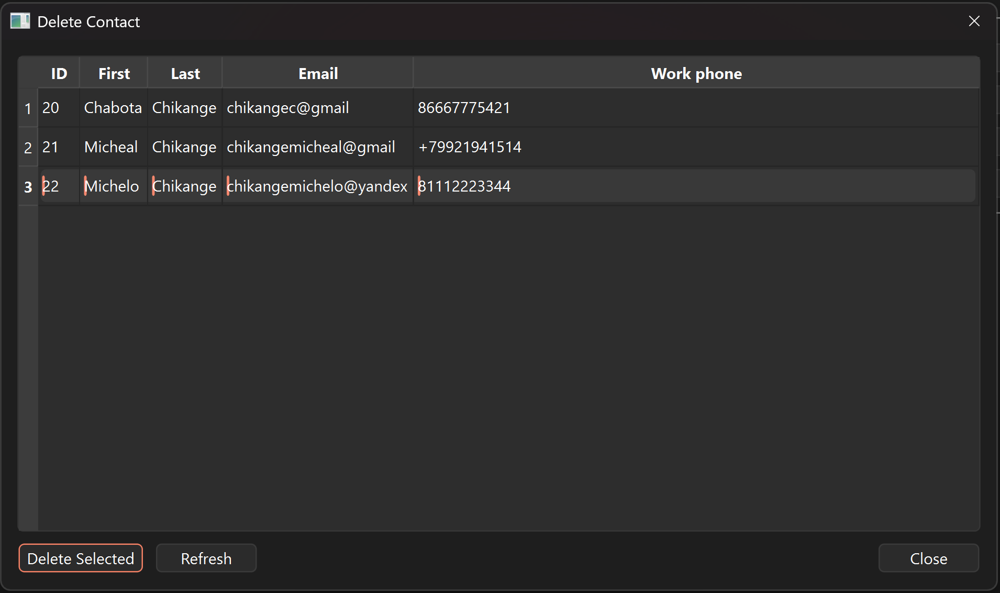 Delete Contact
ID First Last Email Work phone
1 20 Chabota Chikange chikangec@gmail 86667775421
2 21 Micheal Chikange chikangemicheal@gmail +79921941514
3 22 Michelo Chikange chikangemichelo@yandex 81112223344
Delete Selected Refresh Close